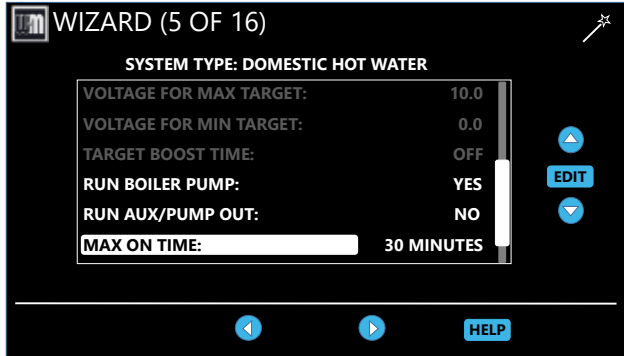 WIZARD (5 OF 16)
SYSTEM TYPE: DOMESTIC HOT WATER
VOLTAGE FOR MAX TARGET: 10.0
VOLTAGE FOR MIN TARGET: 0.0
TARGET BOOST TIME: OFF
RUN BOILER PUMP: YES
RUN AUX/PUMP OUT: NO
MAX ON TIME: 30 MINUTES
EDIT
HELP